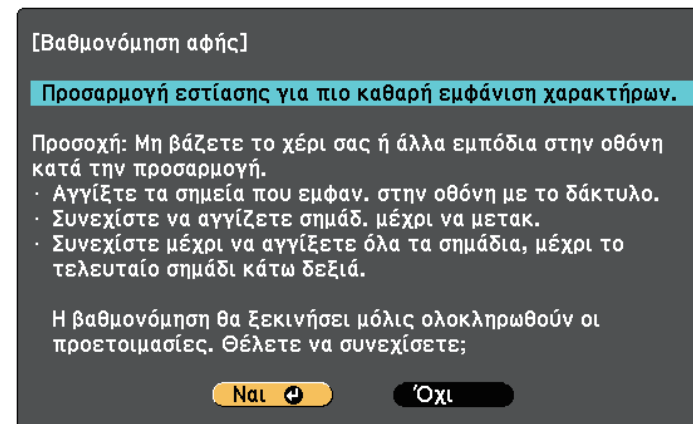 [Βαθμονόμηση αφής]
Προσαρμογή εστίασης για πιο καθαρή εμφάνιση χαρακτήρων.
Προσοχή: Μη βάζετε το χέρι σας ή άλλα εμπόδια στην οθόνη
κατά την προσαρμογή.
· Αγγίξτε τα σημεία που εμφαν. στην οθόνη με το δάκτυλο.
· Συνεχίστε να αγγίζετε σημάδ. μέχρι να μετακ.
· Συνεχίστε μέχρι να αγγίξετε όλα τα σημάδια, μέχρι το
τελευταίο σημάδι κάτω δεξιά.
Η βαθμονόμηση θα ξεκινήσει μόλις ολοκληρωθούν οι
προετοιμασίες. Θέλετε να συνεχίσετε;
Ναι Όχι